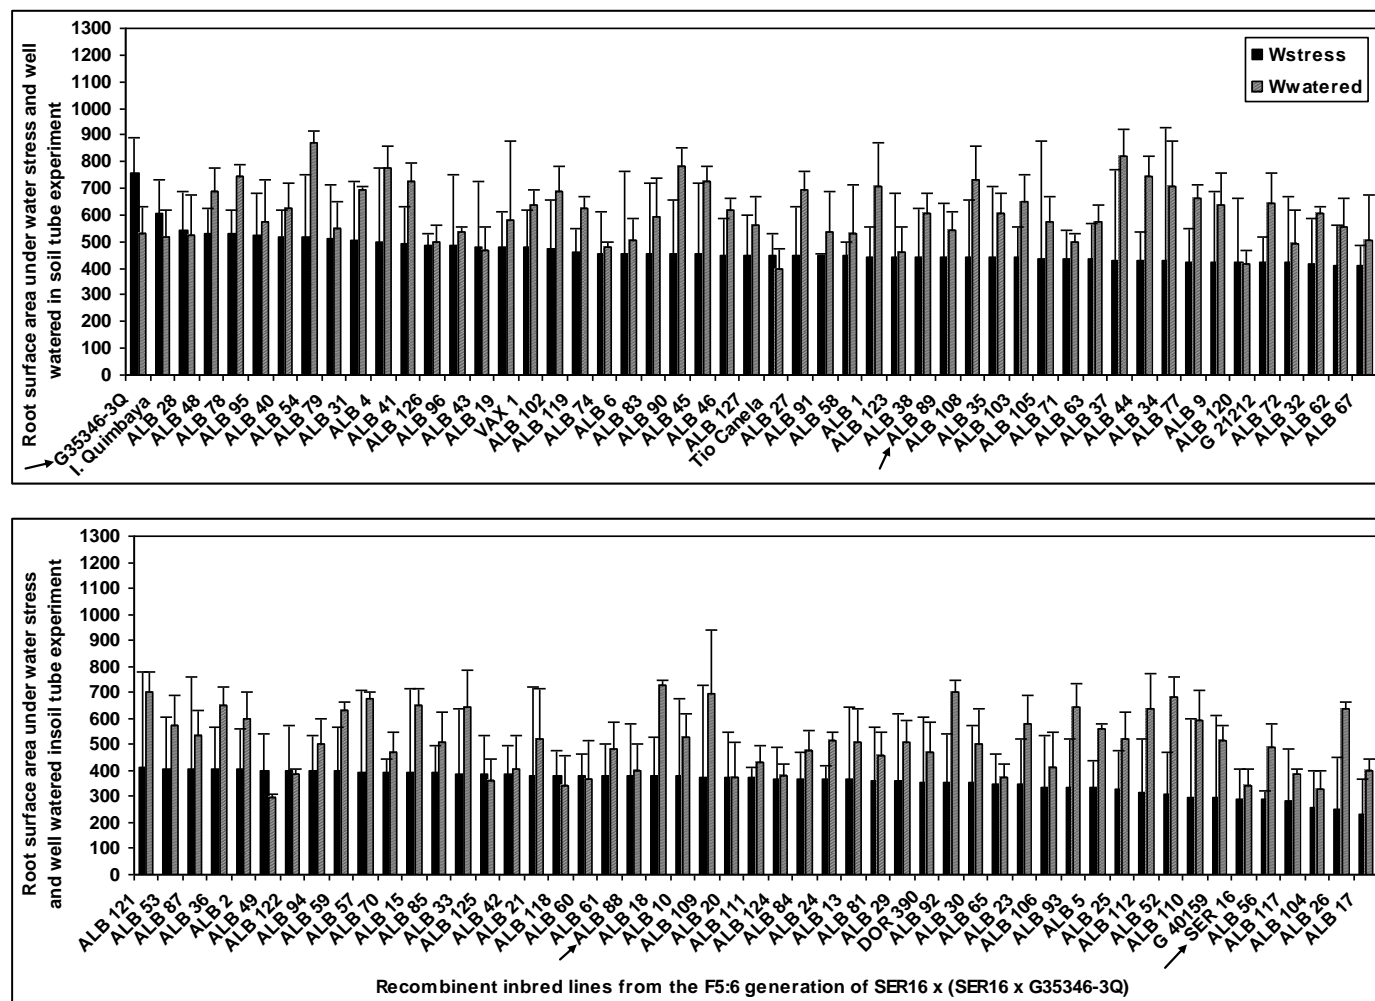 Root surface area under water stress and well
watered in soil tube experiment
1300
1200
1100
1000
900
800
700
600
500
400
300
200
100
0
Wstress
Wwatered
G35346-3Q
I. Quimbaya
ALB 28
ALB 48
ALB 78
ALB 95
ALB 40
ALB 54
ALB 79
ALB 31
ALB 4
ALB 41
ALB 126
ALB 96
ALB 43
ALB 19
VAX 1
ALB 102
ALB 119
ALB 74
ALB 6
ALB 83
ALB 90
ALB 45
ALB 46
ALB 127
Tio Canela
ALB 27
ALB 91
ALB 58
ALB 1
ALB 123
ALB 38
ALB 89
ALB 108
ALB 35
ALB 103
ALB 105
ALB 71
ALB 63
ALB 37
ALB 44
ALB 34
ALB 77
ALB 9
ALB 120
G 21212
ALB 72
ALB 32
ALB 62
ALB 67
Root surface area under water stress
and well watered insoil tube experiment
1300
1200
1100
1000
900
800
700
600
500
400
300
200
100
0
ALB 121
ALB 53
ALB 87
ALB 36
ALB 2
ALB 49
ALB 122
ALB 94
ALB 59
ALB 57
ALB 70
ALB 15
ALB 85
ALB 33
ALB 125
ALB 42
ALB 21
ALB 118
ALB 60
ALB 61
ALB 88
ALB 18
ALB 10
ALB 109
ALB 20
ALB 111
ALB 124
ALB 84
ALB 24
ALB 13
ALB 81
ALB 29
DOR 390
ALB 92
ALB 30
ALB 65
ALB 23
ALB 106
ALB 93
ALB 5
ALB 25
ALB 112
ALB 52
ALB 110
G 40159
SER 16
ALB 56
ALB 117
ALB 104
ALB 26
ALB 17
Recombinent inbred lines from the F5:6 generation of SER16 x (SER16 x G35346-3Q)